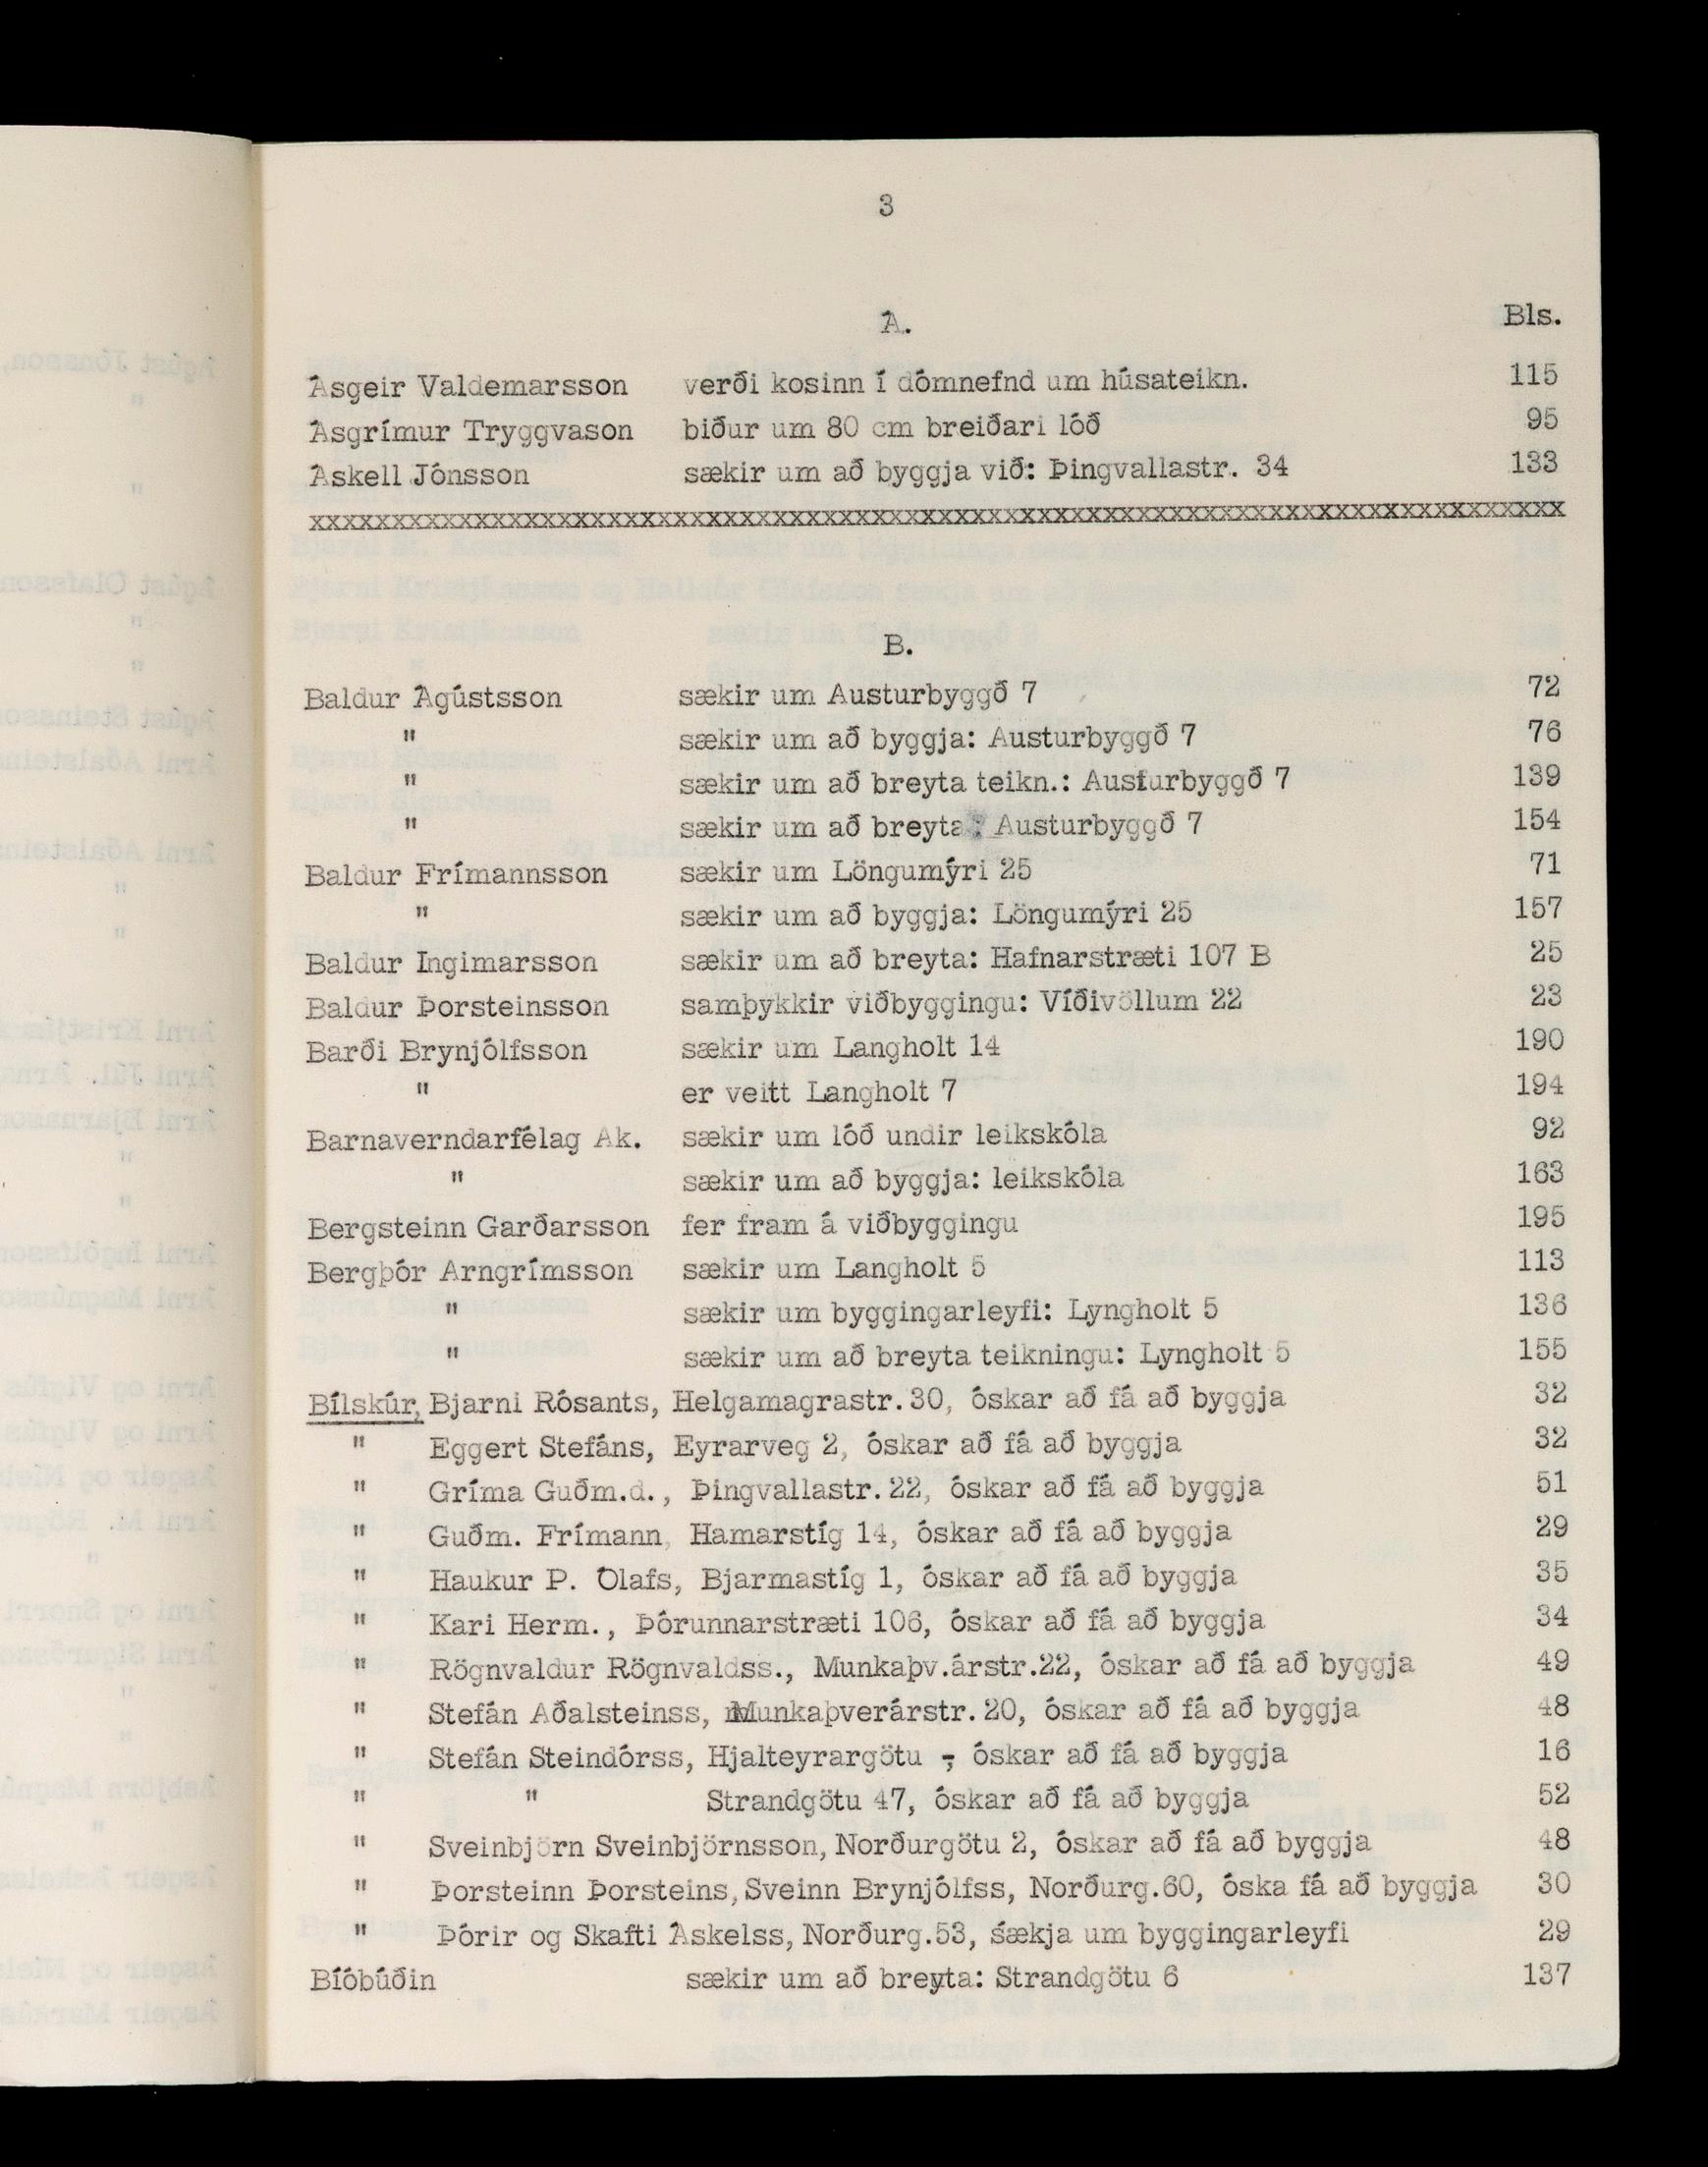 3
Á.
Bls.
Ásgeir Valdemarsson verði kosinn í dómnefnd um húsateikn. 115
Ásgrímur Tryggvason biður um 80 cm breiðari lóð 95
Áskell Jónsson sækir um að byggja við: Þingvallastr. 34 133
B.
Baldur Ágústsson sækir um Austurbyggð 7 72
" sækir um að byggja: Austurbyggð 7 76
" sækir um að breyta teikn.: Austurbyggð 7 139
" sækir um að breyta: Austurbyggð 7 154
Baldur Frímannsson sækir um Löngumýri 25 71
" sækir um að byggja: Löngumýri 25 157
Baldur Ingimarsson sækir um að breyta: Hafnarstræti 107 B 25
Baldur Þorsteinsson samþykkir viðbyggingu: Víðivöllum 22 23
Barði Brynjólfsson sækir um Langholt 14 190
" er veitt Langholt 7 194
Barnaverndarfélag Ak. sækir um lóð undir leikskóla 92
" sækir um að byggja: leikskóla 163
Bergsteinn Garðarsson fer fram á viðbyggingu 195
Bergþór Arngrímsson sækir um Langholt 5 113
" sækir um byggingarleyfi: Lyngholt 5 136
" sækir um að breyta teikningu: Lyngholt 5 155
Bílskúr, Bjarni Rósants, Helgamagrastr. 30, óskar að fá að byggja 32
" Eggert Stefáns, Eyrarveg 2, óskar að fá að byggja 32
" Gríma Guðm.d., Þingvallastr. 22, óskar að fá að byggja 51
" Guðm. Frímann, Hamarstíg 14, óskar að fá að byggja 29
" Haukur P. Ólafs, Bjarmastíg 1, óskar að fá að byggja 35
" Kari Herm., Þórunnarstræti 106, óskar að fá að byggja 34
" Rögnvaldur Rögnvaldss., Munkaþv.árstr.22, óskar að fá að byggja 49
" Stefán Aðalsteinss, Munkaþverárstr. 20, óskar að fá að byggja 48
" Stefán Steindórss, Hjalteyrargötu -, óskar að fá að byggja 16
" " Strandgötu 47, óskar að fá að byggja 52
" Sveinbjörn Sveinbjörnsson, Norðurgötu 2, óskar að fá að byggja 48
" Þorsteinn Þorsteins, Sveinn Brynjólfss, Norðurg.60, óska fá að byggja 30
" Þórir og Skafti Áskelss, Norðurg.53, sækja um byggingarleyfi 29
Bíóbúðin sækir um að breyta: Strandgötu 6 137